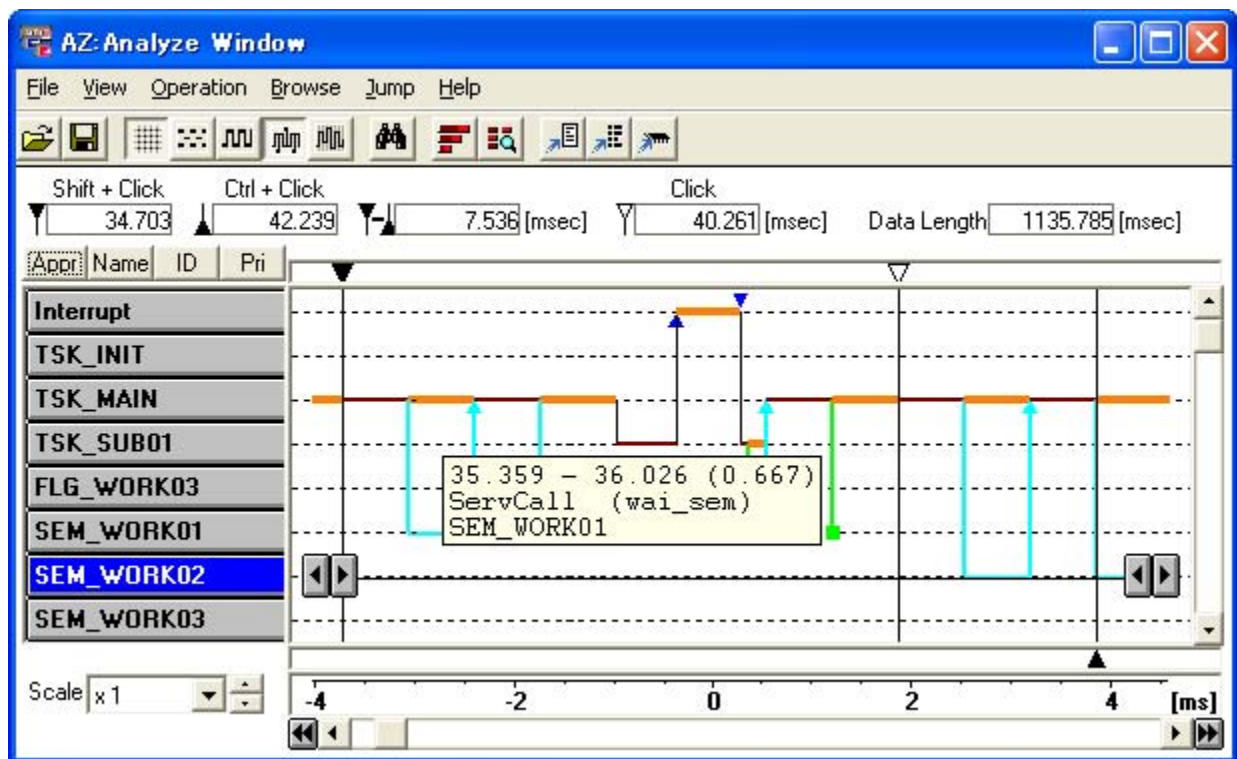 AZ:Analyze Window
File View Operation Browse Jump Help
Shift + Click Ctrl + Click Click
34.703 42.239 7.536 [msec] 40.261 [msec] Data Length 1135.785 [msec]
Appr Name ID Pri
Interrupt
TSK_INIT
TSK_MAIN
TSK_SUB01
FLG_WORK03
SEM_WORK01
SEM_WORK02
SEM_WORK03
35.359 – 36.026 (0.667)
ServCall (wai_sem)
SEM_WORK01
Scale x 1
-4 -2 0 2 4 [ms]